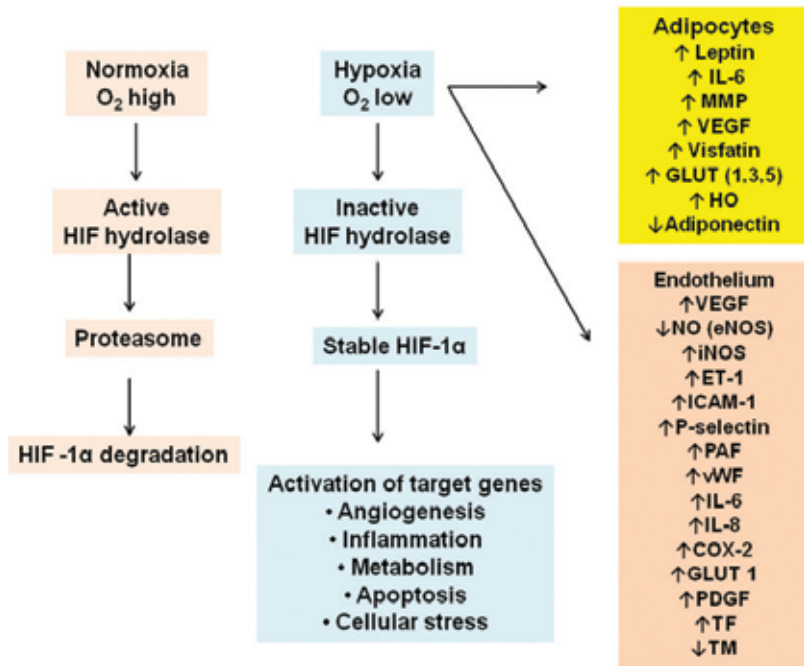 Normoxia
O₂ high
Active
HIF hydrolase
Proteasome
HIF -1α degradation
Hypoxia
O₂ low
Inactive
HIF hydrolase
Stable HIF-1α
Activation of target genes
• Angiogenesis
• Inflammation
• Metabolism
• Apoptosis
• Cellular stress
Adipocytes
↑ Leptin
↑ IL-6
↑ MMP
↑ VEGF
↑ Visfatin
↑ GLUT (1,3,5)
↑ HO
↓Adiponectin
Endothelium
↑VEGF
↓NO (eNOS)
↑iNOS
↑ET-1
↑ICAM-1
↑P-selectin
↑PAF
↑vWF
↑IL-6
↑IL-8
↑COX-2
↑GLUT 1
↑PDGF
↑TF
↓TM